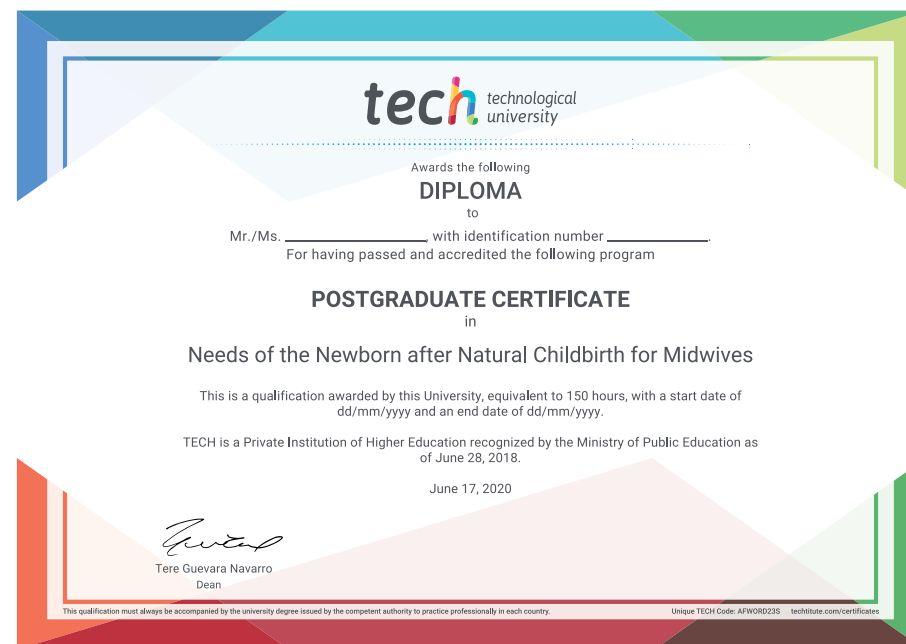 tech technological
university
Awards the following
DIPLOMA
to
Mr./Ms. ____________, with identification number ____________.
For having passed and accredited the following program
POSTGRADUATE CERTIFICATE
in
Needs of the Newborn after Natural Childbirth for Midwives
This is a qualification awarded by this University, equivalent to 150 hours, with a start date of
dd/mm/yyyy and an end date of dd/mm/yyyy.
TECH is a Private Institution of Higher Education recognized by the Ministry of Public Education as
of June 28, 2018.
June 17, 2020
Tere Guevara Navarro
Dean
This qualification must always be accompanied by the university degree issued by the competent authority to practice professionally in each country.
Unique TECH Code: AFWORD23S techtitute.com/certificates